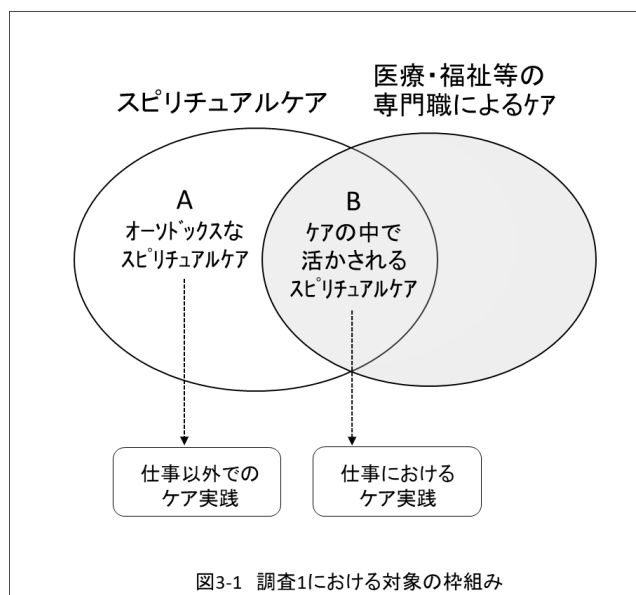 スピリチュアルケア
医療・福祉等の
専門職によるｹｱ
A
オーソﾄﾞックスな
スピﾘチュアルケア
B
ｹｱの中で
活かされる
スピﾘチュアルケア
仕事以外での
ケア実践
仕事における
ケア実践
図3-1 調査1における対象の枠組み